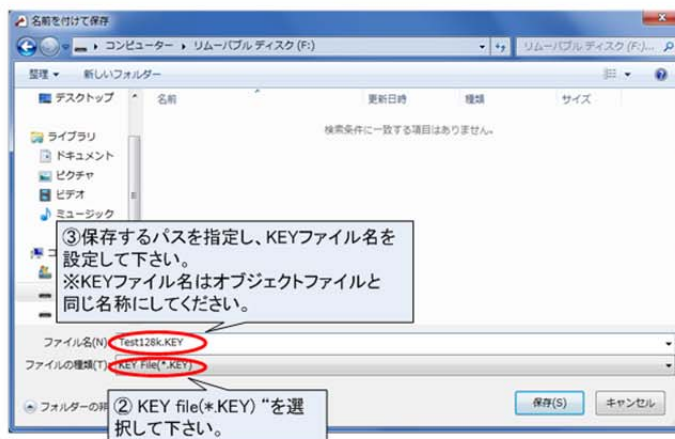 名前を付けて保存
コンピューター ▸ リムーバブル ディスク (F:)
リムーバブル ディスク (F:)...
整理 ▾ 新しいフォルダー
デスクトップ
名前 更新日時 種類 サイズ
検索条件に一致する項目はありません。
ライブラリ
ドキュメント
ピクチャ
ビデオ
ミュージック
③保存するパスを指定し、KEYファイル名を
設定して下さい。
※KEYファイル名はオブジェクトファイルと
同じ名称にしてください。
ファイル名(N): Test128k.KEY
ファイルの種類(T): KEY File(*.KEY)
フォルダーの非
② KEY file(*.KEY) “を選
択して下さい。
保存(S) キャンセル